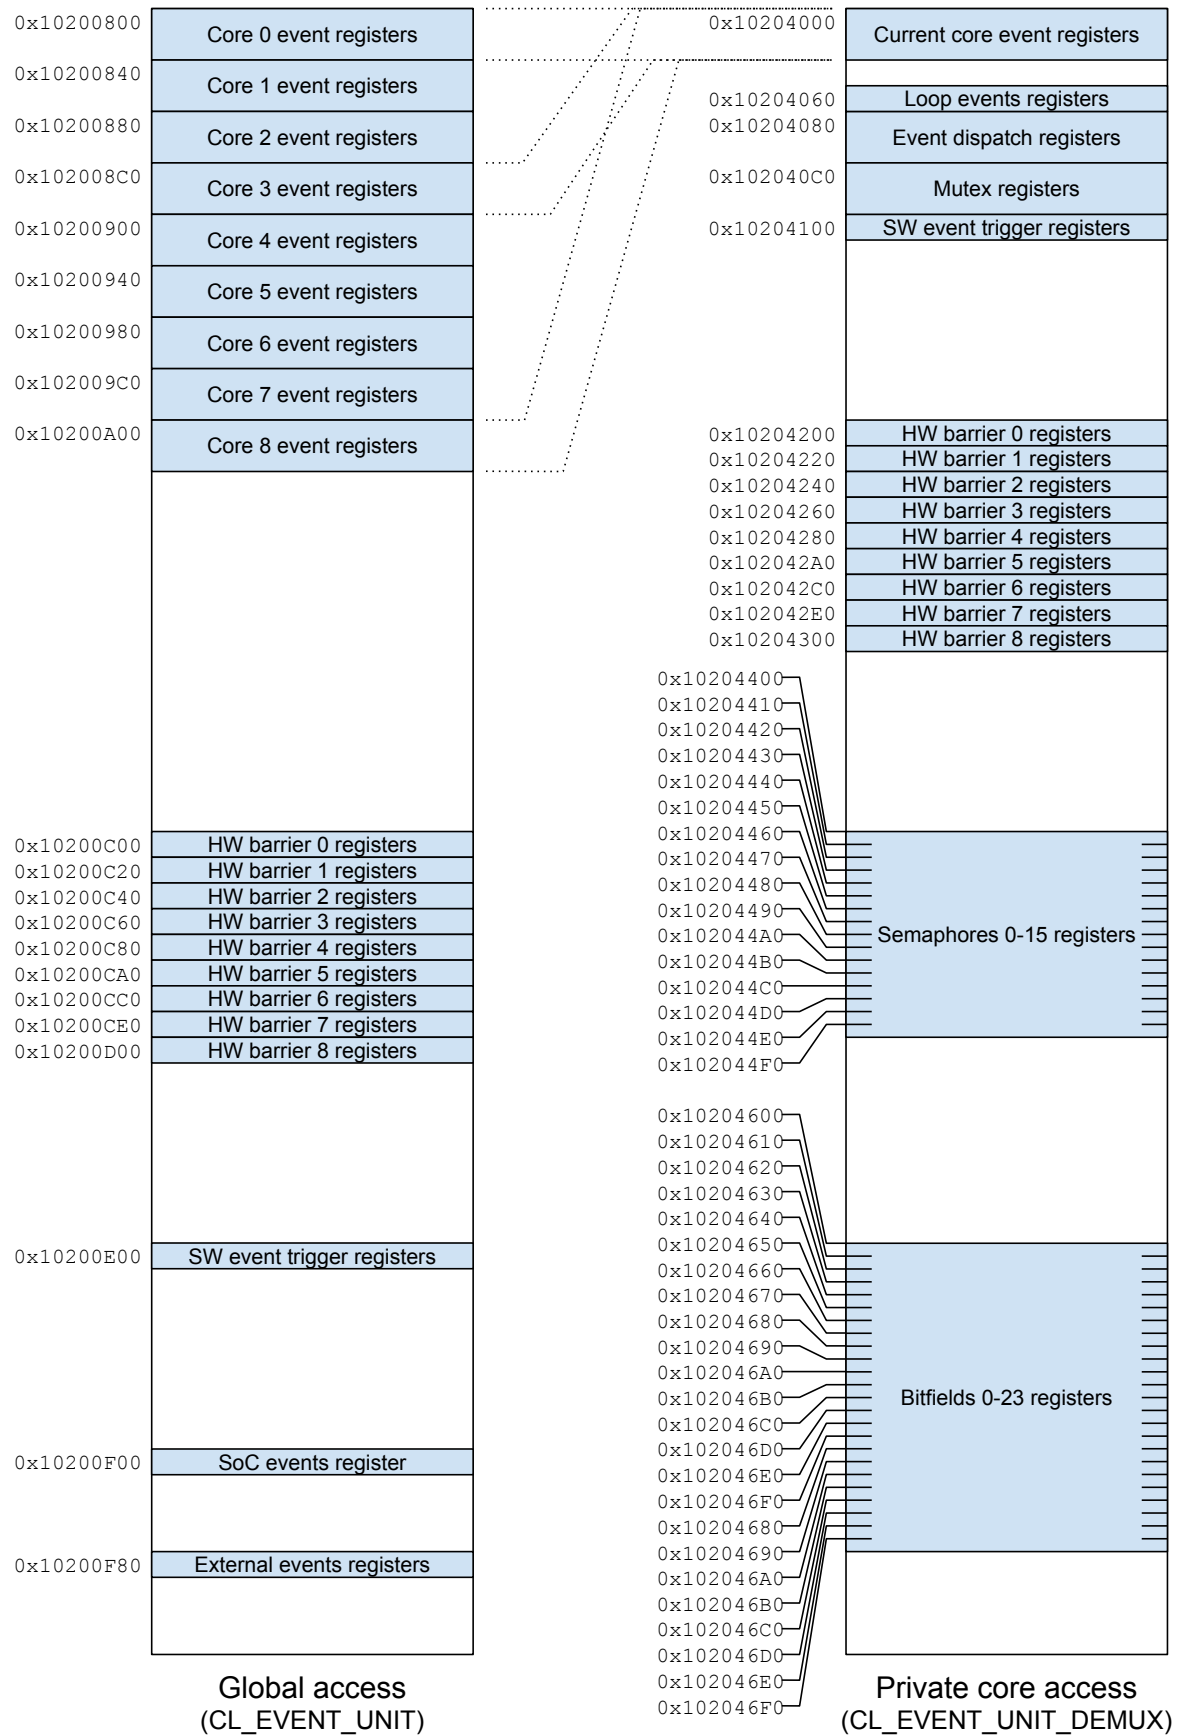 0x10200800 Core 0 event registers
0x10200840 Core 1 event registers
0x10200880 Core 2 event registers
0x102008C0 Core 3 event registers
0x10200900 Core 4 event registers
0x10200940 Core 5 event registers
0x10200980 Core 6 event registers
0x102009C0 Core 7 event registers
0x10200A00 Core 8 event registers
0x10200C00 HW barrier 0 registers
0x10200C20 HW barrier 1 registers
0x10200C40 HW barrier 2 registers
0x10200C60 HW barrier 3 registers
0x10200C80 HW barrier 4 registers
0x10200CA0 HW barrier 5 registers
0x10200CC0 HW barrier 6 registers
0x10200CE0 HW barrier 7 registers
0x10200D00 HW barrier 8 registers
0x10200E00 SW event trigger registers
0x10200F00 SoC events register
0x10200F80 External events registers
Global access
(CL_EVENT_UNIT)
0x10204000 Current core event registers
0x10204060 Loop events registers
0x10204080 Event dispatch registers
0x102040C0 Mutex registers
0x10204100 SW event trigger registers
0x10204200 HW barrier 0 registers
0x10204220 HW barrier 1 registers
0x10204240 HW barrier 2 registers
0x10204260 HW barrier 3 registers
0x10204280 HW barrier 4 registers
0x102042A0 HW barrier 5 registers
0x102042C0 HW barrier 6 registers
0x102042E0 HW barrier 7 registers
0x10204300 HW barrier 8 registers
0x10204400
0x10204410
0x10204420
0x10204430
0x10204440
0x10204450
0x10204460
0x10204470
0x10204480
0x10204490
0x102044A0
0x102044B0
0x102044C0
0x102044D0
0x102044E0
0x102044F0
Semaphores 0-15 registers
0x10204600
0x10204610
0x10204620
0x10204630
0x10204640
0x10204650
0x10204660
0x10204670
0x10204680
0x10204690
0x102046A0
0x102046B0
0x102046C0
0x102046D0
0x102046E0
0x102046F0
0x10204680
0x10204690
0x102046A0
0x102046B0
0x102046C0
0x102046D0
0x102046E0
0x102046F0
Bitfields 0-23 registers
Private core access
(CL_EVENT_UNIT_DEMUX)